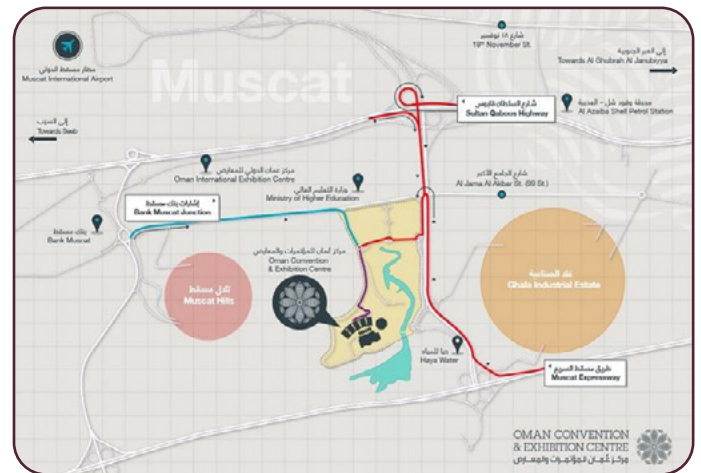 شارع ١٨ نوفمبر
18th November St.
إلى الغبرة الجنوبية
Towards Al Ghubrah Al Janubiyya
مطار مسقط الدولي
Muscat International Airport
Muscat
شارع السلطان قابوس
Sultan Qaboos Highway
محطة وقود شل - العذيبة
Al Azaiba Shell Petrol Station
إلى السيب
Towards Seeb
مركز عمان الدولي للمعارض
Oman International Exhibition Centre
وزارة التعليم العالي
Ministry of Higher Education
شارع الجامع الأكبر
Al Jama Al Akbar St. (99 St.)
إشارات بنك مسقط
Bank Muscat Junction
بنك مسقط
Bank Muscat
مركز عمان للمؤتمرات والمعارض
Oman Convention
& Exhibition Centre
تلال مسقط
Muscat Hills
غلا الصناعية
Ghala Industrial Estate
حيا للمياه
Haya Water
طريق مسقط السريع
Muscat Expressway
OMAN CONVENTION
& EXHIBITION CENTRE
مركز عُمان للمؤتمرات والمعارض